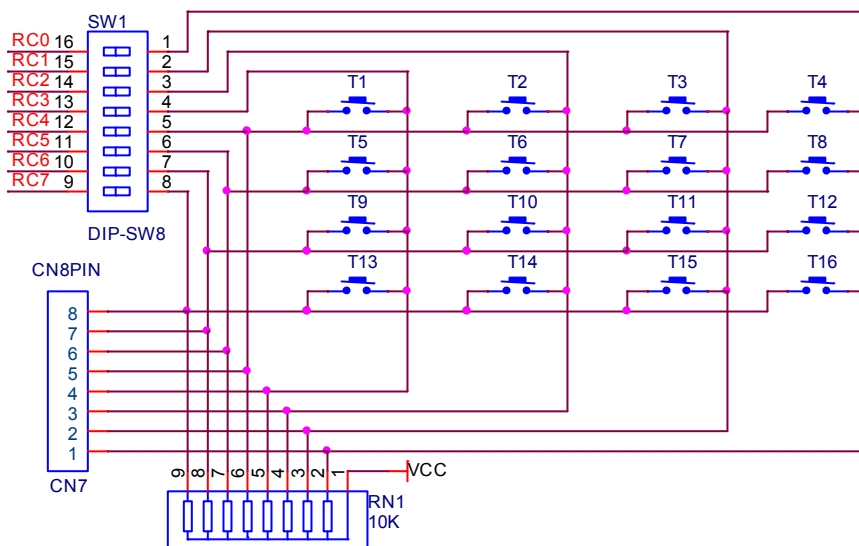 SW1
RC0 16 1
RC1 15 2
RC2 14 3
RC3 13 4
RC4 12 5
RC5 11 6
RC6 10 7
RC7 9 8
DIP-SW8
T1 T2 T3 T4
T5 T6 T7 T8
T9 T10 T11 T12
T13 T14 T15 T16
CN8PIN
8
7
6
5
4
3
2
1
CN7
9 8 7 6 5 4 3 2 1
VCC
RN1
10K